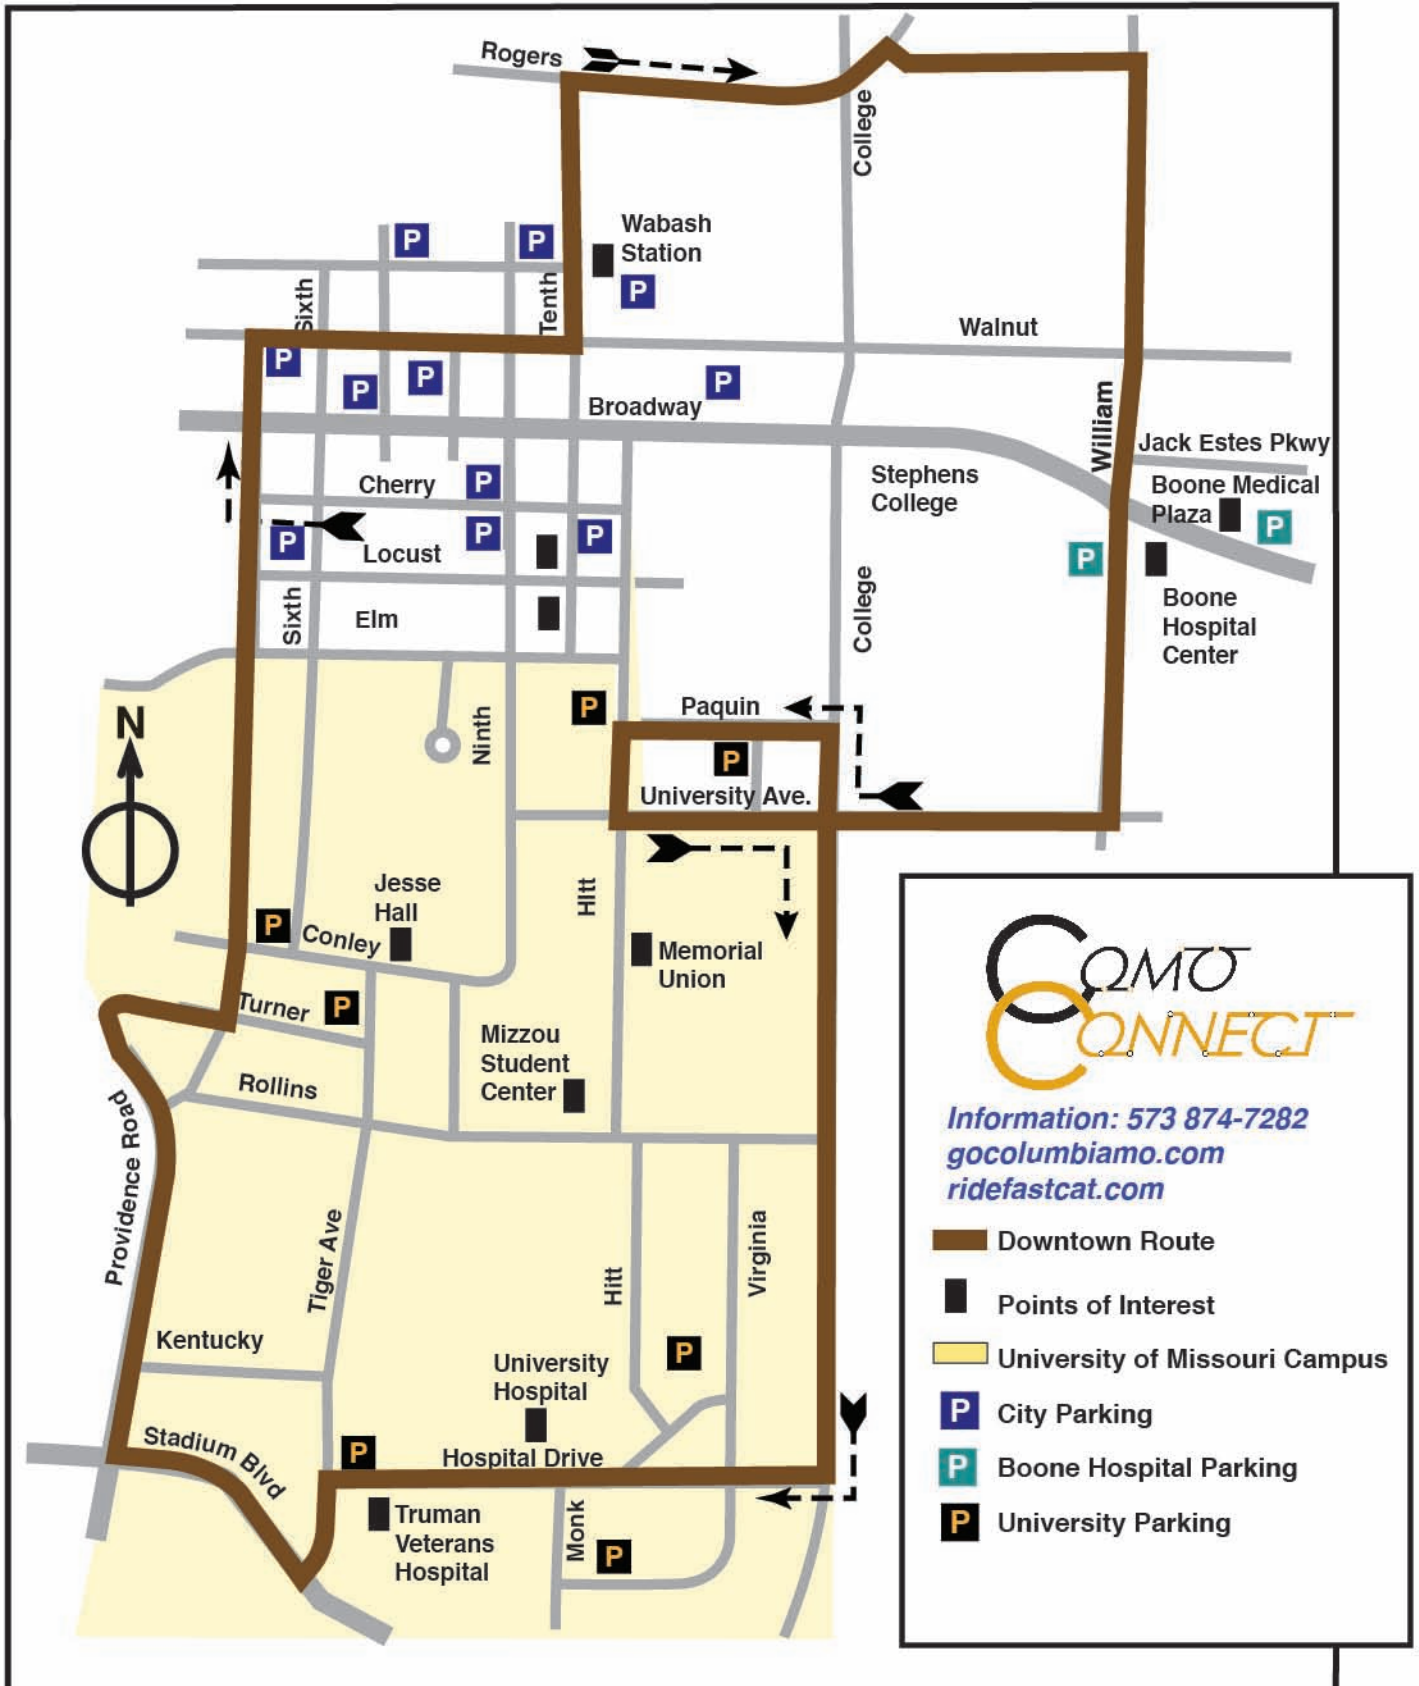 Rogers
College
Wabash
Station
P
P
P
Sixth
Tenth
Walnut
P
P
P
P
Broadway
William
Jack Estes Pkwy
Stephens
College
Boone Medical
Plaza
P
Cherry
P
P
P
P
Locust
P
Boone
Hospital
Center
Sixth
Elm
College
N
P
Ninth
Paquin
P
University Ave.
Jesse
Hall
HItt
P
Conley
Memorial
Union
Turner
P
Mizzou
Student
Center
Rollins
Providence Road
Tiger Ave
Hitt
Virginia
Kentucky
P
University
Hospital
Stadium Blvd
P
Hospital Drive
Truman
Veterans
Hospital
Monk
P
COMO
CONNECT
Information: 573 874-7282
gocolumbiamo.com
ridefastcat.com
Downtown Route
Points of Interest
University of Missouri Campus
P City Parking
P Boone Hospital Parking
P University Parking